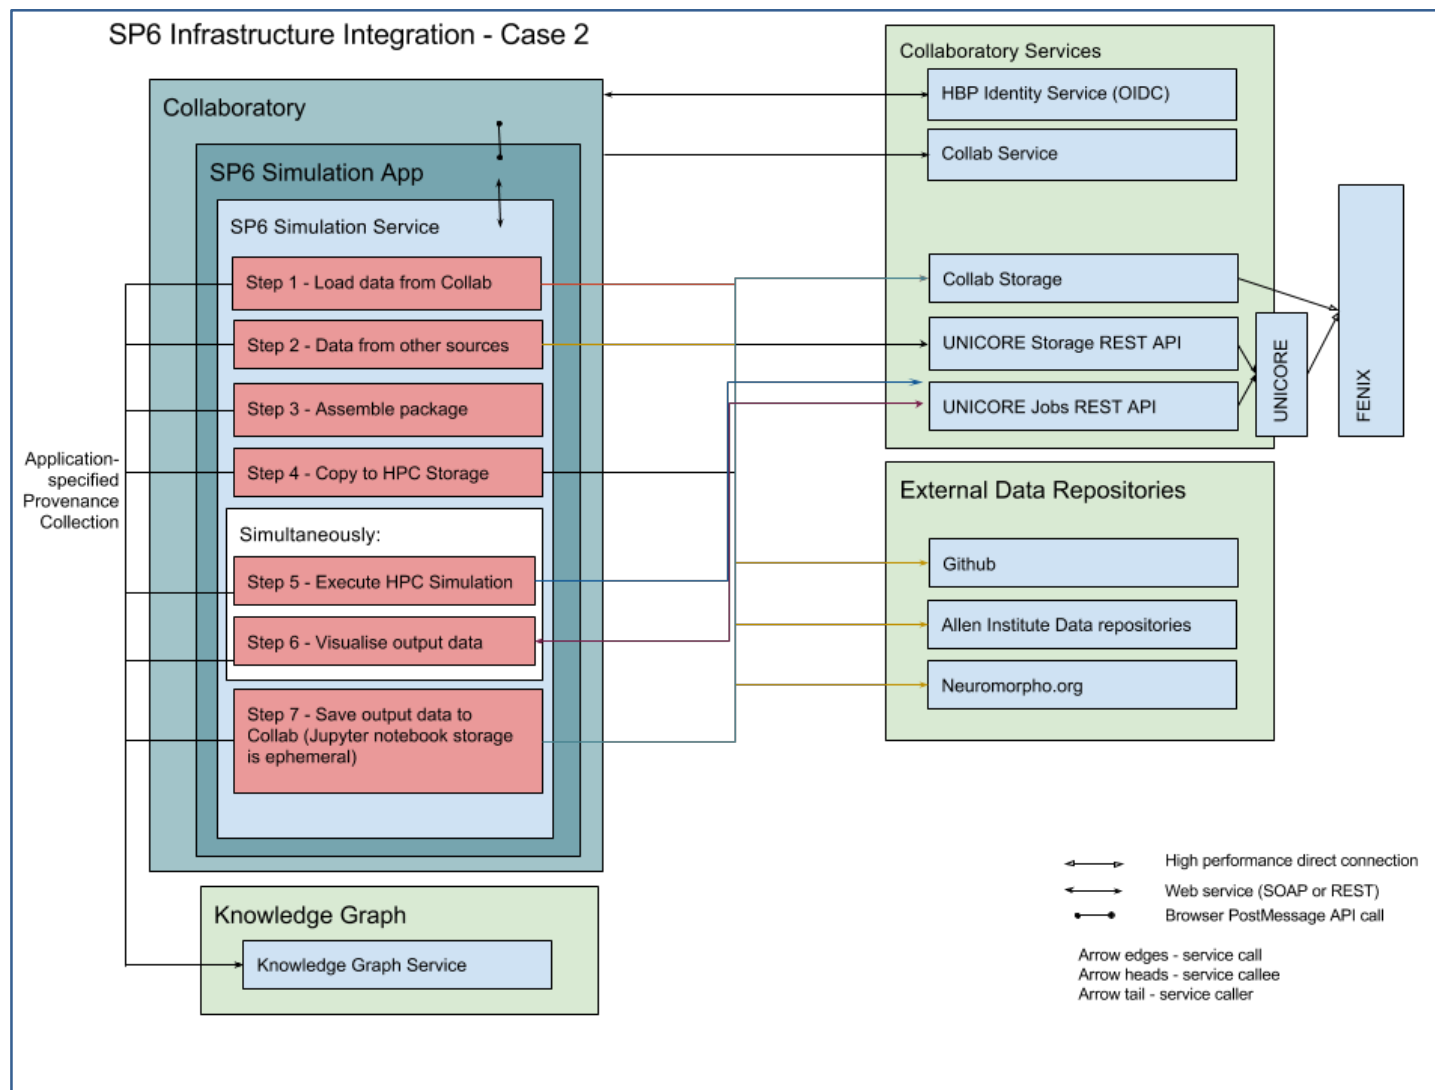 SP6 Infrastructure Integration - Case 2
Collaboratory
SP6 Simulation App
SP6 Simulation Service
Step 1 - Load data from Collab
Step 2 - Data from other sources
Step 3 - Assemble package
Step 4 - Copy to HPC Storage
Simultaneously:
Step 5 - Execute HPC Simulation
Step 6 - Visualise output data
Step 7 - Save output data to
Collab (Jupyter notebook storage
is ephemeral)
Application-
specified
Provenance
Collection
Knowledge Graph
Knowledge Graph Service
Collaboratory Services
HBP Identity Service (OIDC)
Collab Service
Collab Storage
UNICORE Storage REST API
UNICORE Jobs REST API
UNICORE
FENIX
External Data Repositories
Github
Allen Institute Data repositories
Neuromorpho.org
High performance direct connection
Web service (SOAP or REST)
Browser PostMessage API call
Arrow edges - service call
Arrow heads - service callee
Arrow tail - service caller